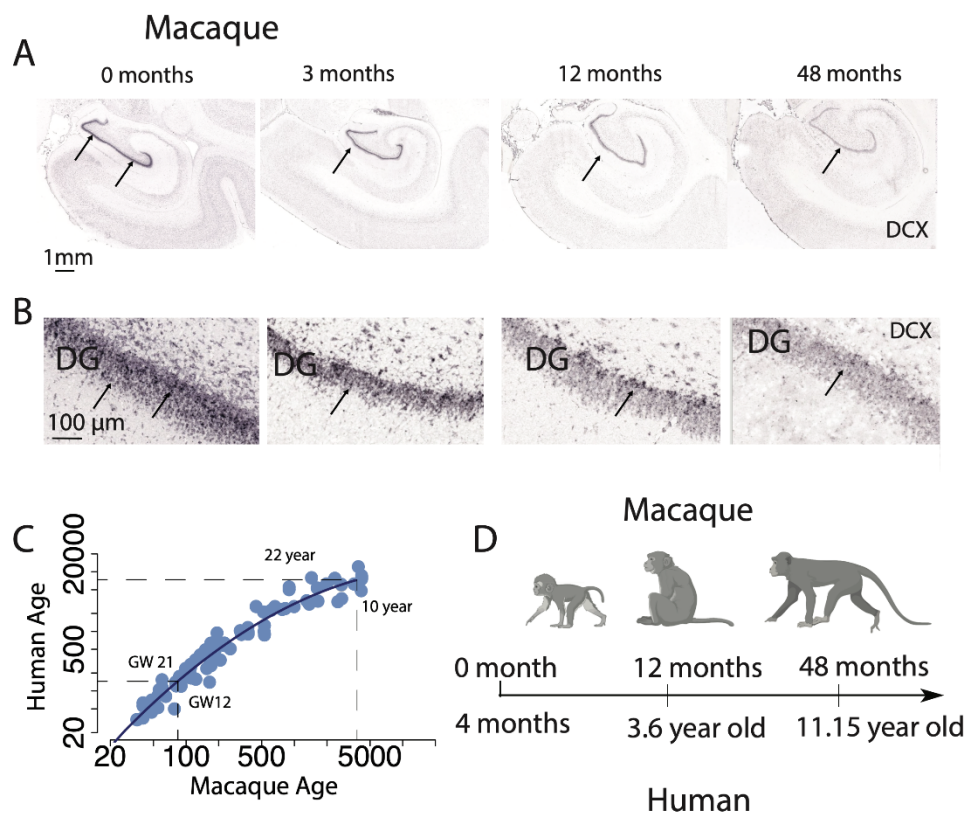 Macaque
A
0 months
3 months
12 months
48 months
DCX
1mm
B
DG
DG
DG
DG
DCX
100 µm
C
Human Age
20000
500
20
22 year
10 year
GW 21
GW12
20
100
500
5000
Macaque Age
D
Macaque
0 month
12 months
48 months
4 months
3.6 year old
11.15 year old
Human